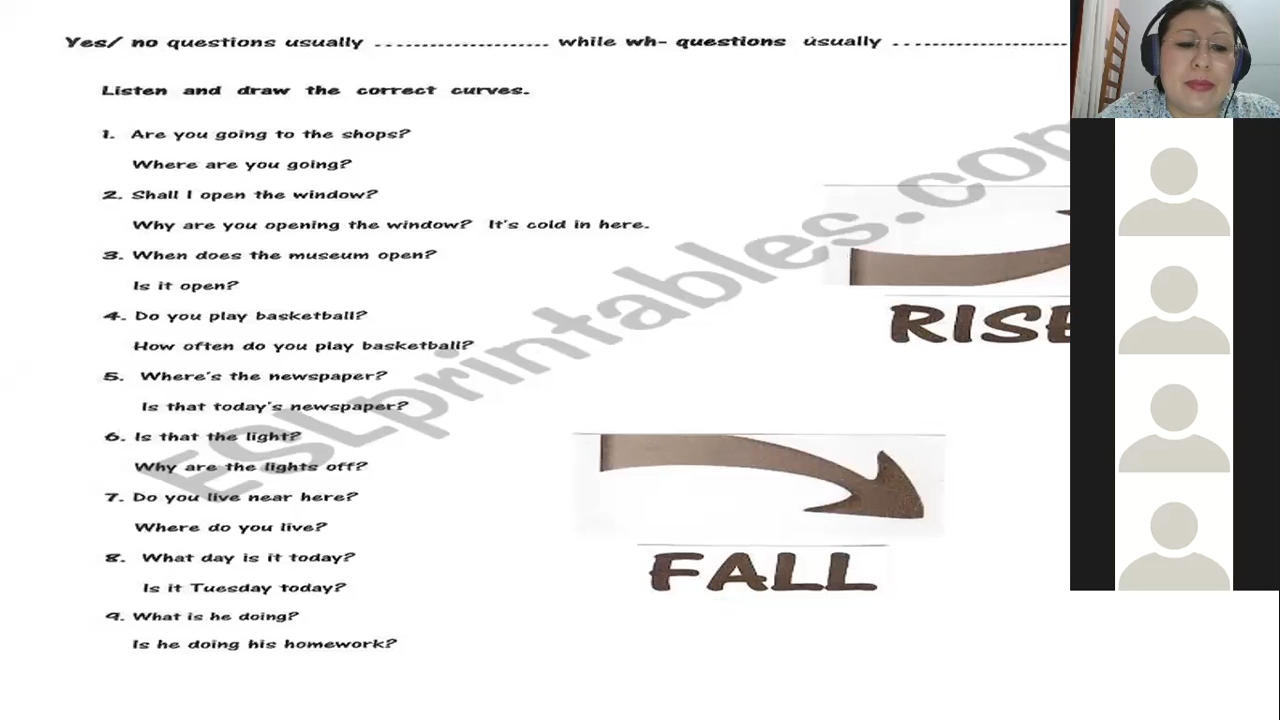 Yes/ no questions usually ...................... while wh- questions usually ......................
Listen and draw the correct curves.
1. Are you going to the shops?
Where are you going?
2. Shall I open the window?
Why are you opening the window? It's cold in here.
3. When does the museum open?
Is it open?
4. Do you play basketball?
How often do you play basketball?
5. Where's the newspaper?
Is that today's newspaper?
6. Is that the light?
Why are the lights off?
7. Do you live near here?
Where do you live?
8. What day is it today?
Is it Tuesday today?
9. What is he doing?
Is he doing his homework?
RISE
FALL
ESLprintables.com